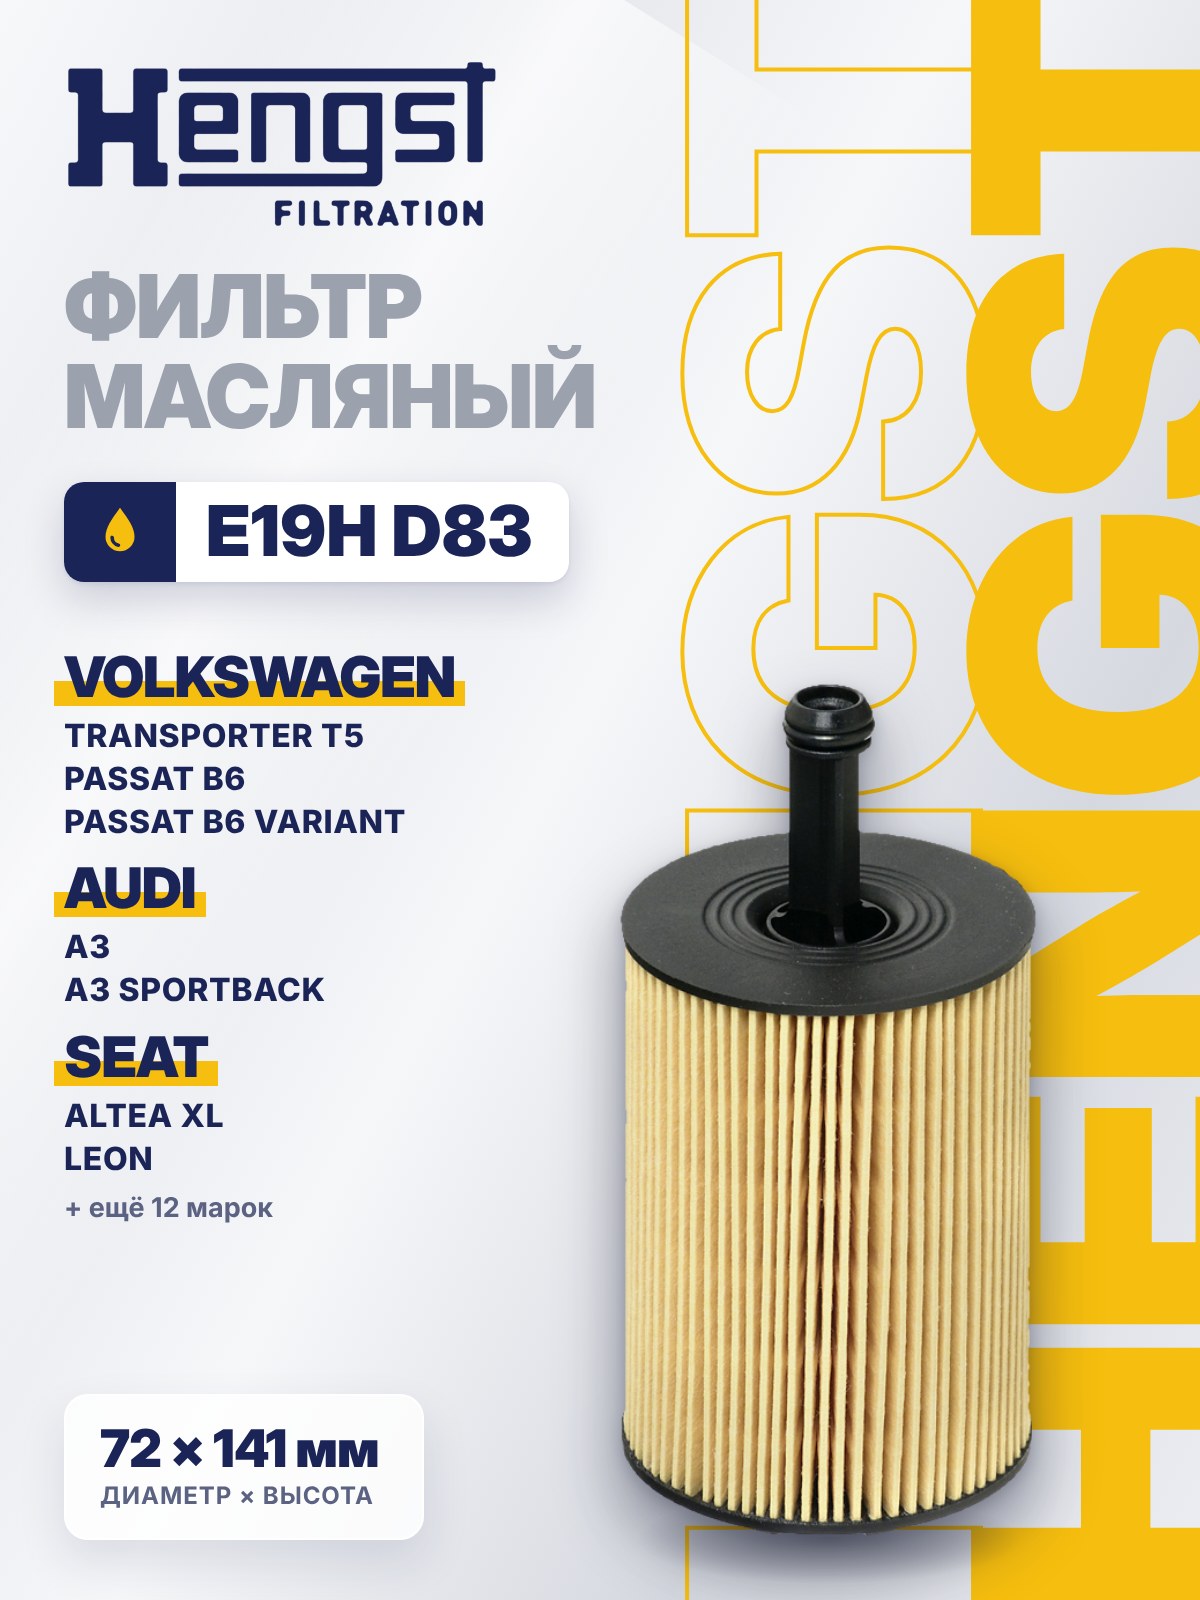 Hengst
FILTRATION
ФИЛЬТР
МАСЛЯНЫЙ
E19H D83
VOLKSWAGEN
TRANSPORTER T5
PASSAT B6
PASSAT B6 VARIANT
AUDI
A3
A3 SPORTBACK
SEAT
ALTEA XL
LEON
+ ещё 12 марок
72 × 141 мм
ДИАМЕТР × ВЫСОТА
HENGST
HENGST